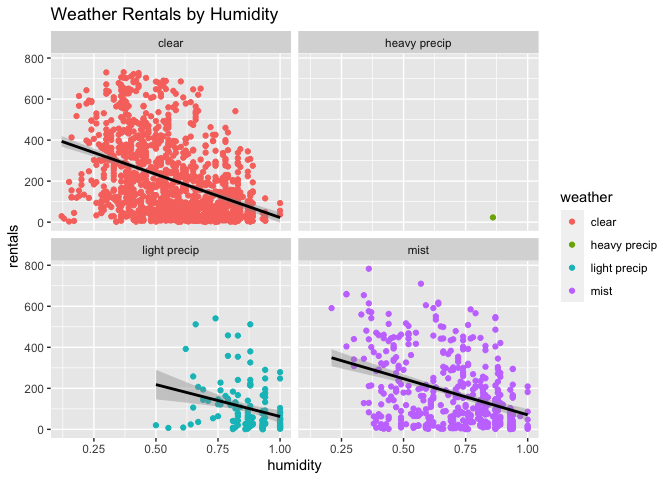 Weather Rentals by Humidity
clear
heavy precip
800
600
400
200
0
light precip
mist
800
600
400
200
0
0.25
0.50
0.75
1.00
0.25
0.50
0.75
1.00
humidity
rentals
weather
clear
heavy precip
light precip
mist